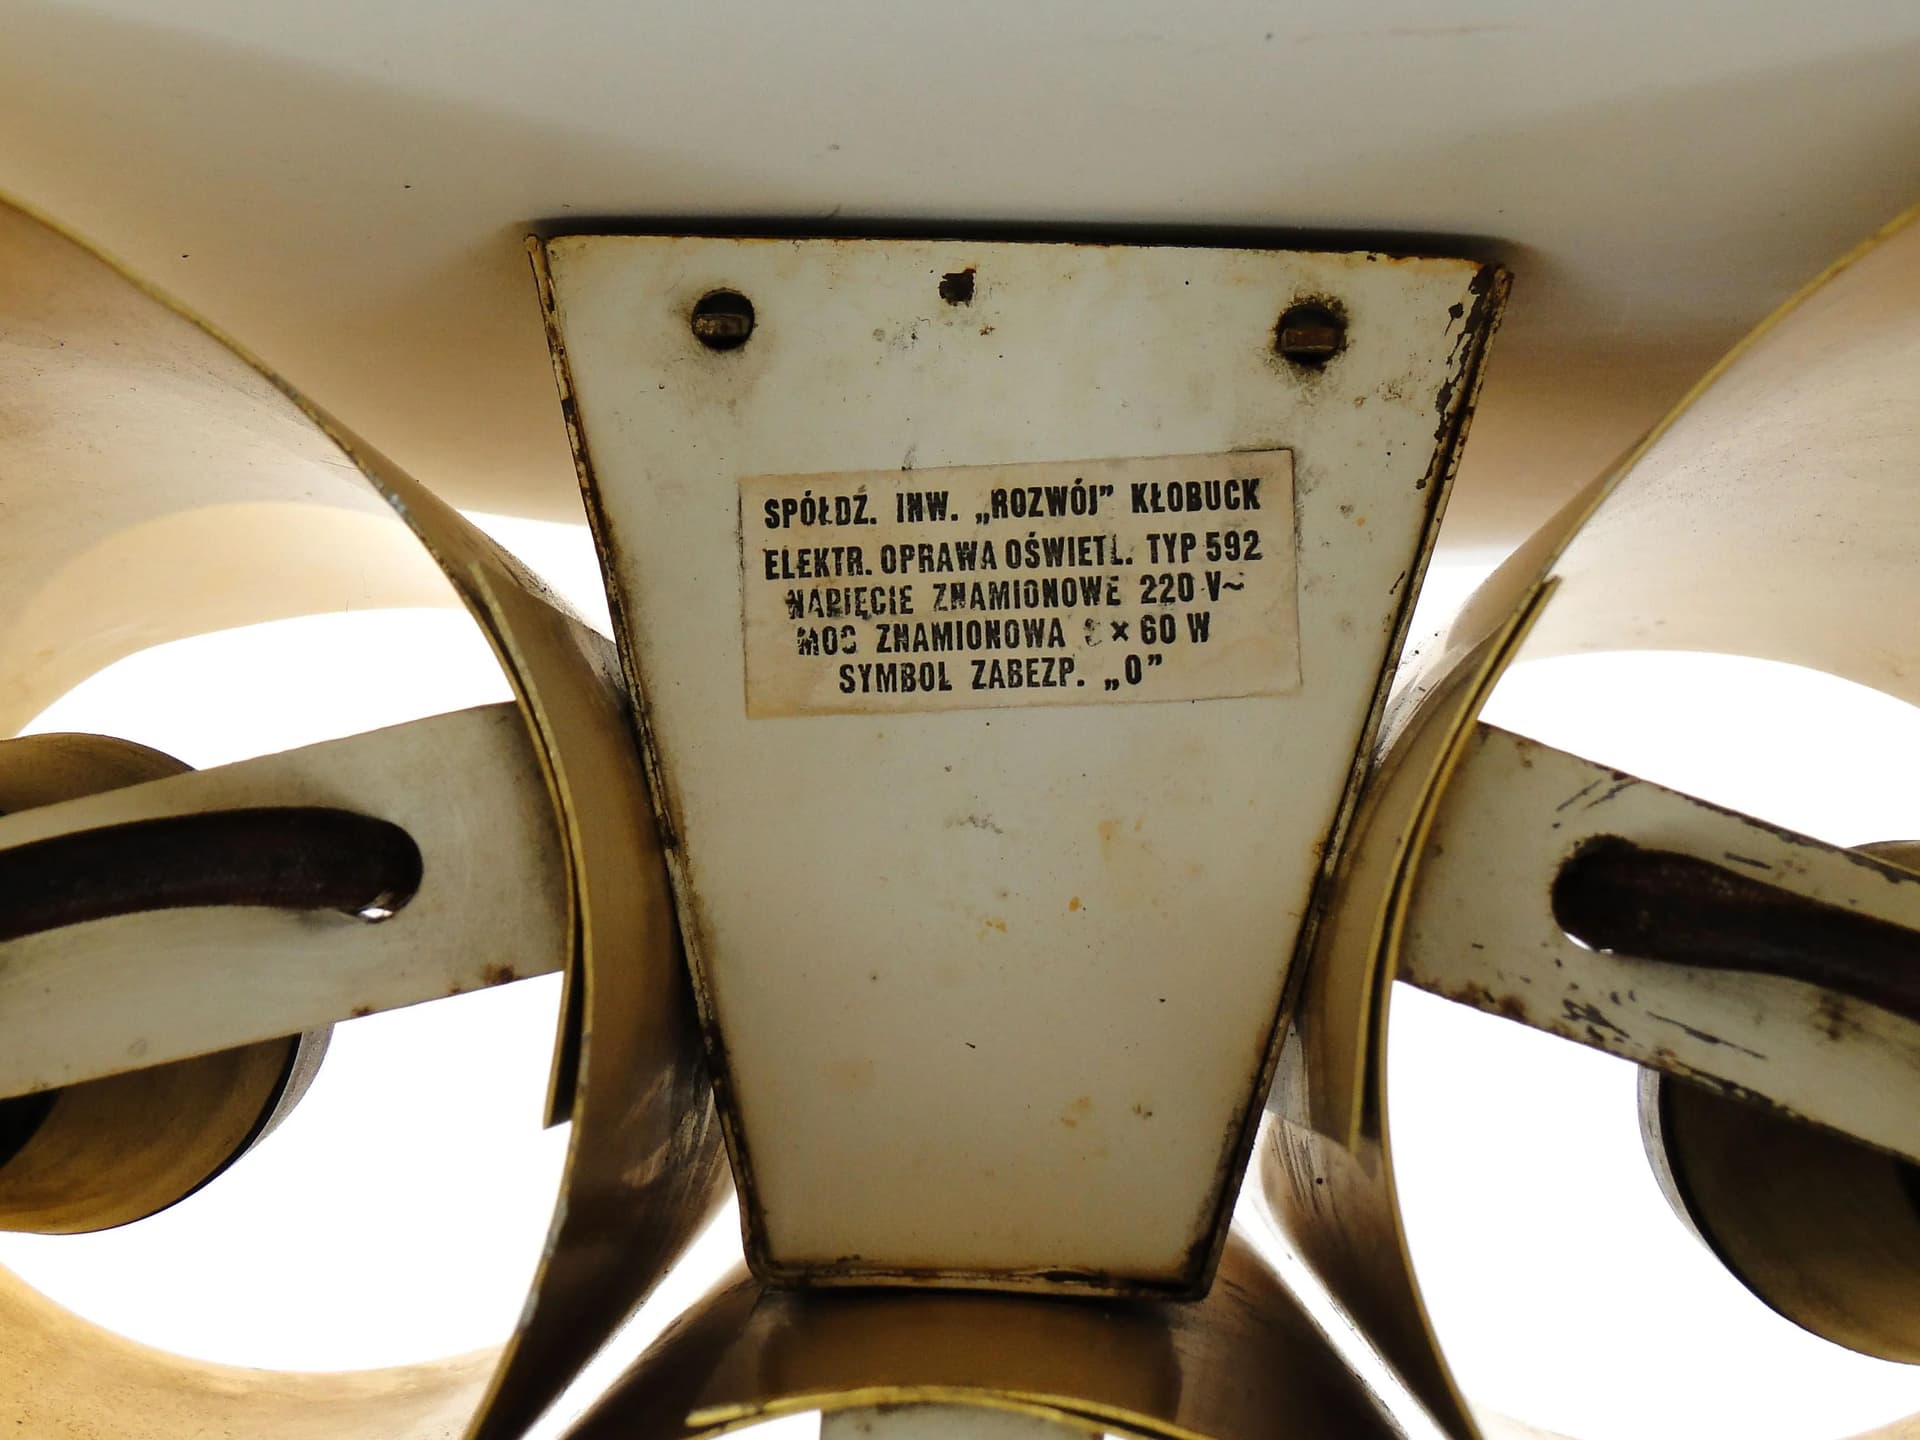 SPÓŁDZ. INW. „ROZWÓJ” KŁOBUCK
ELEKTR. OPRAWA OŚWIETL. TYP 592
NAPIĘCIE ZNAMIONOWE 220 V~
MOC ZNAMIONOWA × 60 W
SYMBOL ZABEZP. „0”